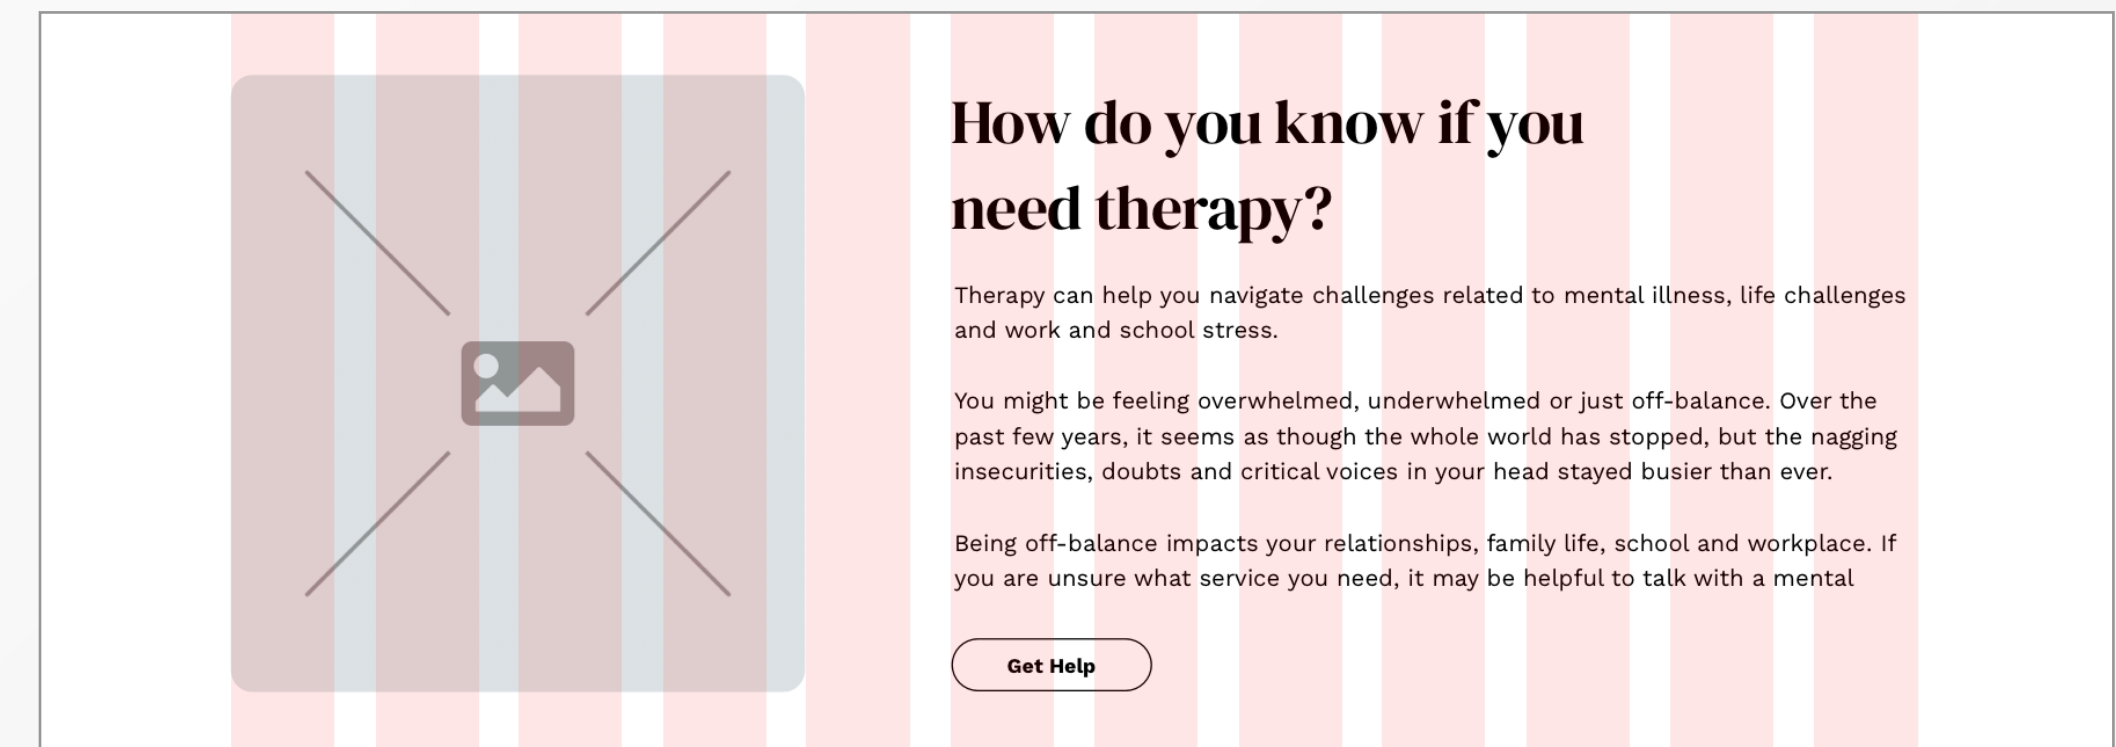 How do you know if you
need therapy?
Therapy can help you navigate challenges related to mental illness, life challenges
and work and school stress.
You might be feeling overwhelmed, underwhelmed or just off-balance. Over the
past few years, it seems as though the whole world has stopped, but the nagging
insecurities, doubts and critical voices in your head stayed busier than ever.
Being off-balance impacts your relationships, family life, school and workplace. If
you are unsure what service you need, it may be helpful to talk with a mental
Get Help